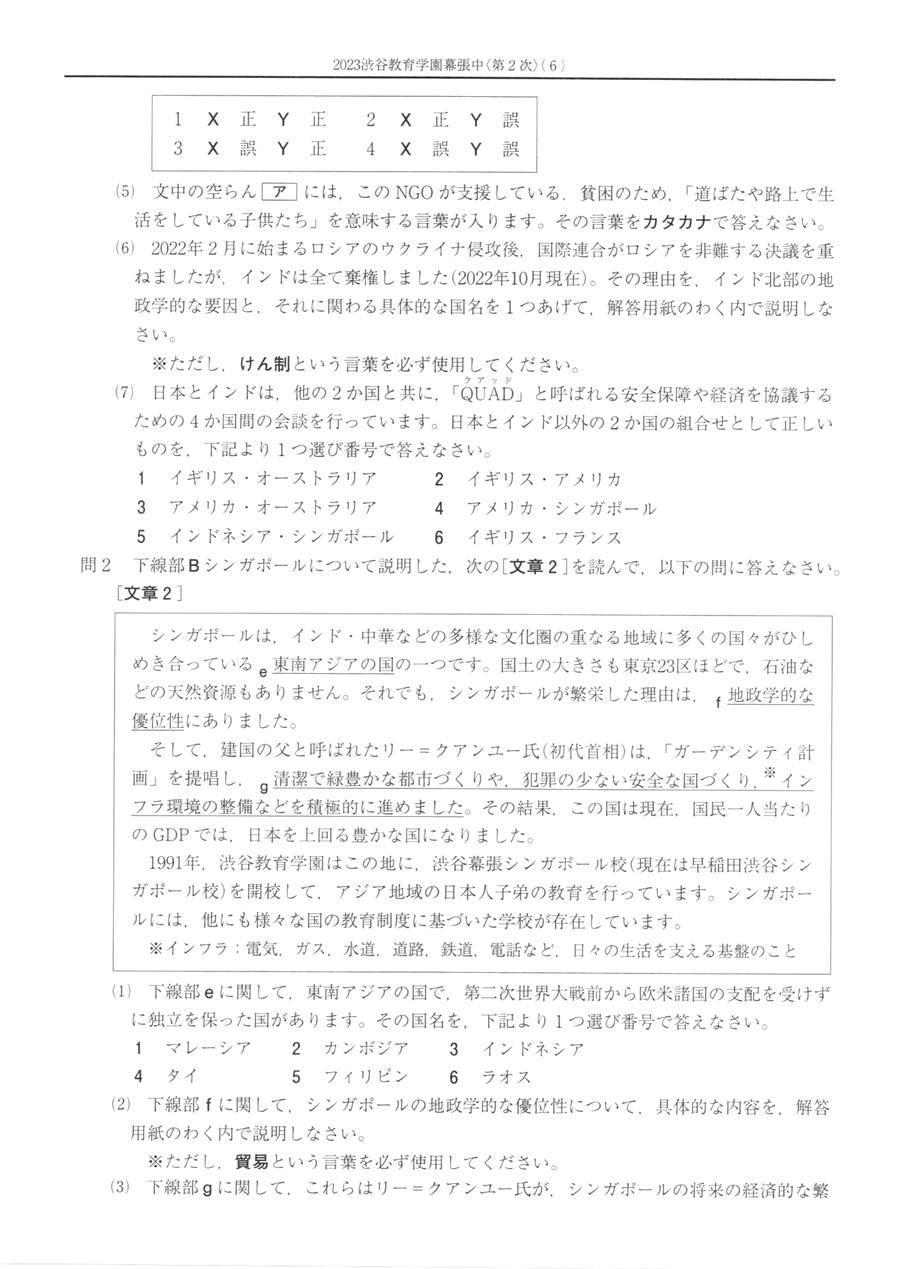 2023渋谷教育学園幕張中〈第2次〉(6)
1 X 正 Y 正 2 X 正 Y 誤
3 X 誤 Y 正 4 X 誤 Y 誤
(5) 文中の空らん ア には，このNGOが支援している，貧困のため，「道ばたや路上で生
活をしている子供たち」を意味する言葉が入ります。その言葉をカタカナで答えなさい。
(6) 2022年2月に始まるロシアのウクライナ侵攻後，国際連合がロシアを非難する決議を重
ねましたが，インドは全て棄権しました(2022年10月現在)。その理由を，インド北部の地
政学的な要因と，それに関わる具体的な国名を1つあげて，解答用紙のわく内で説明しな
さい。
※ただし，けん制という言葉を必ず使用してください。
(7) 日本とインドは，他の2か国と共に，「QUAD」と呼ばれる安全保障や経済を協議する
クアッド
ための4か国間の会談を行っています。日本とインド以外の2か国の組合せとして正しい
ものを，下記より1つ選び番号で答えなさい。
1 イギリス・オーストラリア 2 イギリス・アメリカ
3 アメリカ・オーストラリア 4 アメリカ・シンガポール
5 インドネシア・シンガポール 6 イギリス・フランス
問2 下線部Bシンガポールについて説明した，次の[文章2]を読んで，以下の問に答えなさい。
[文章2]
シンガポールは，インド・中華などの多様な文化圏の重なる地域に多くの国々がひし
めき合っている e 東南アジアの国の一つです。国土の大きさも東京23区ほどで，石油な
どの天然資源もありません。それでも，シンガポールが繁栄した理由は， f 地政学的な
優位性にありました。
そして，建国の父と呼ばれたリー＝クアンユー氏(初代首相)は，「ガーデンシティ計
画」を提唱し， g 清潔で緑豊かな都市づくりや，犯罪の少ない安全な国づくり，※イン
フラ環境の整備などを積極的に進めました。その結果，この国は現在，国民一人当たり
のGDPでは，日本を上回る豊かな国になりました。
1991年，渋谷教育学園はこの地に，渋谷幕張シンガポール校(現在は早稲田渋谷シン
ガポール校)を開校して，アジア地域の日本人子弟の教育を行っています。シンガポー
ルには，他にも様々な国の教育制度に基づいた学校が存在しています。
※インフラ：電気，ガス，水道，道路，鉄道，電話など，日々の生活を支える基盤のこと
(1) 下線部eに関して，東南アジアの国で，第二次世界大戦前から欧米諸国の支配を受けず
に独立を保った国があります。その国名を，下記より1つ選び番号で答えなさい。
1 マレーシア 2 カンボジア 3 インドネシア
4 タイ 5 フィリピン 6 ラオス
(2) 下線部fに関して，シンガポールの地政学的な優位性について，具体的な内容を，解答
用紙のわく内で説明しなさい。
※ただし，貿易という言葉を必ず使用してください。
(3) 下線部gに関して，これらはリー＝クアンユー氏が，シンガポールの将来の経済的な繁